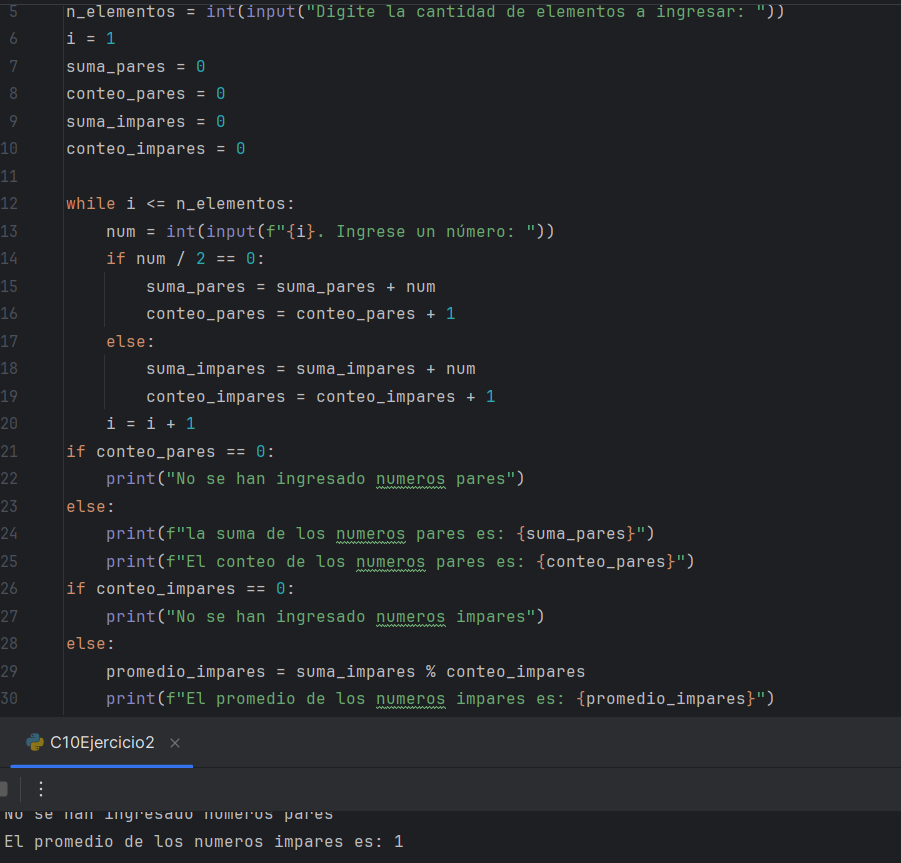 5 n_elementos = int(input("Digite la cantidad de elementos a ingresar: "))
6 i = 1
7 suma_pares = 0
8 conteo_pares = 0
9 suma_impares = 0
10 conteo_impares = 0
11
12 while i <= n_elementos:
13     num = int(input(f"{i}. Ingrese un número: "))
14     if num / 2 == 0:
15         suma_pares = suma_pares + num
16         conteo_pares = conteo_pares + 1
17     else:
18         suma_impares = suma_impares + num
19         conteo_impares = conteo_impares + 1
20     i = i + 1
21 if conteo_pares == 0:
22     print("No se han ingresado numeros pares")
23 else:
24     print(f"la suma de los numeros pares es: {suma_pares}")
25     print(f"El conteo de los numeros pares es: {conteo_pares}")
26 if conteo_impares == 0:
27     print("No se han ingresado numeros impares")
28 else:
29     promedio_impares = suma_impares % conteo_impares
30     print(f"El promedio de los numeros impares es: {promedio_impares}")
C10Ejercicio2
No se han ingresado numeros pares
El promedio de los numeros impares es: 1